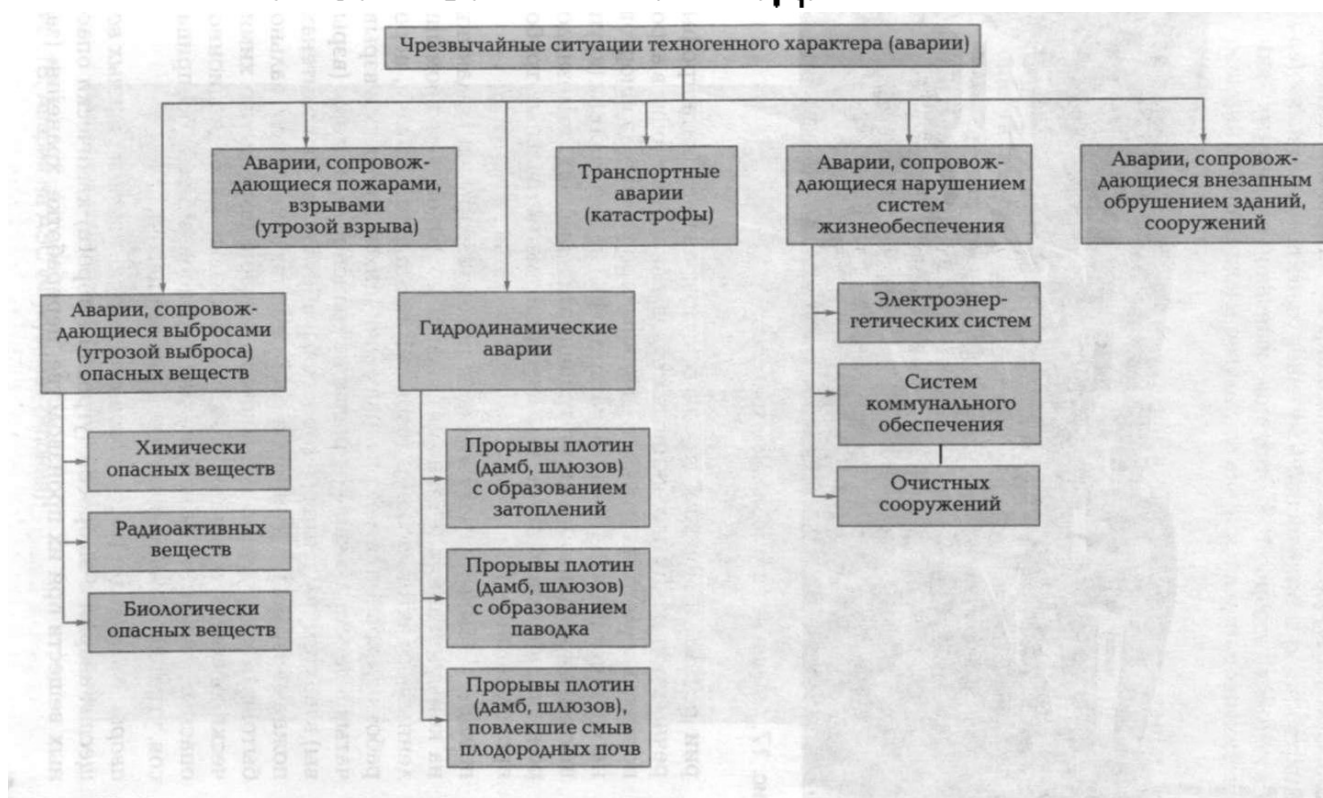 Чрезвычайные ситуации техногенного характера (аварии)
Аварии, сопровож-
дающиеся пожарами,
взрывами
(угрозой взрыва)
Транспортные
аварии
(катастрофы)
Аварии, сопровож-
дающиеся нарушением
систем
жизнеобеспечения
Аварии, сопровож-
дающиеся внезапным
обрушением зданий,
сооружений
Аварии, сопровож-
дающиеся выбросами
(угрозой выброса)
опасных веществ
Химически
опасных веществ
Радиоактивных
веществ
Биологически
опасных веществ
Гидродинамические
аварии
Прорывы плотин
(дамб, шлюзов)
с образованием
затоплений
Прорывы плотин
(дамб, шлюзов)
с образованием
паводка
Прорывы плотин
(дамб, шлюзов),
повлекшие смыв
плодородных почв
Электроэнер-
гетических систем
Систем
коммунального
обеспечения
Очистных
сооружений